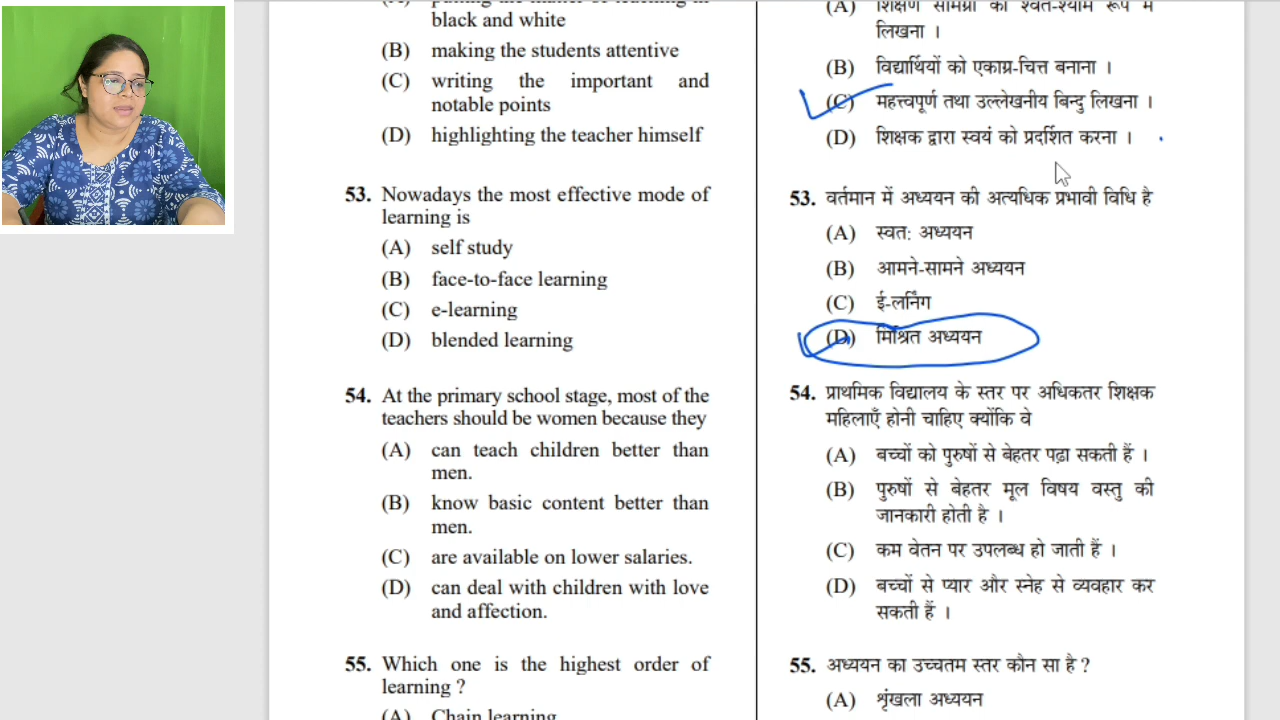 black and white
(B) making the students attentive
(C) writing the important and
notable points
(D) highlighting the teacher himself
53. Nowadays the most effective mode of
learning is
(A) self study
(B) face-to-face learning
(C) e-learning
(D) blended learning
54. At the primary school stage, most of the
teachers should be women because they
(A) can teach children better than
men.
(B) know basic content better than
men.
(C) are available on lower salaries.
(D) can deal with children with love
and affection.
55. Which one is the highest order of
learning ?
(A) Chain learning
(A) शिक्षण सामग्री को श्वेत-श्याम रूप में
लिखना ।
(B) विद्यार्थियों को एकाग्र-चित्त बनाना ।
(C) महत्त्वपूर्ण तथा उल्लेखनीय बिन्दु लिखना ।
(D) शिक्षक द्वारा स्वयं को प्रदर्शित करना ।
53. वर्तमान में अध्ययन की अत्यधिक प्रभावी विधि है
(A) स्वत: अध्ययन
(B) आमने-सामने अध्ययन
(C) ई-लर्निंग
(D) मिश्रित अध्ययन
54. प्राथमिक विद्यालय के स्तर पर अधिकतर शिक्षक
महिलाएँ होनी चाहिए क्योंकि वे
(A) बच्चों को पुरुषों से बेहतर पढ़ा सकती हैं ।
(B) पुरुषों से बेहतर मूल विषय वस्तु की
जानकारी होती है ।
(C) कम वेतन पर उपलब्ध हो जाती हैं ।
(D) बच्चों से प्यार और स्नेह से व्यवहार कर
सकती हैं ।
55. अध्ययन का उच्चतम स्तर कौन सा है ?
(A) शृंखला अध्ययन